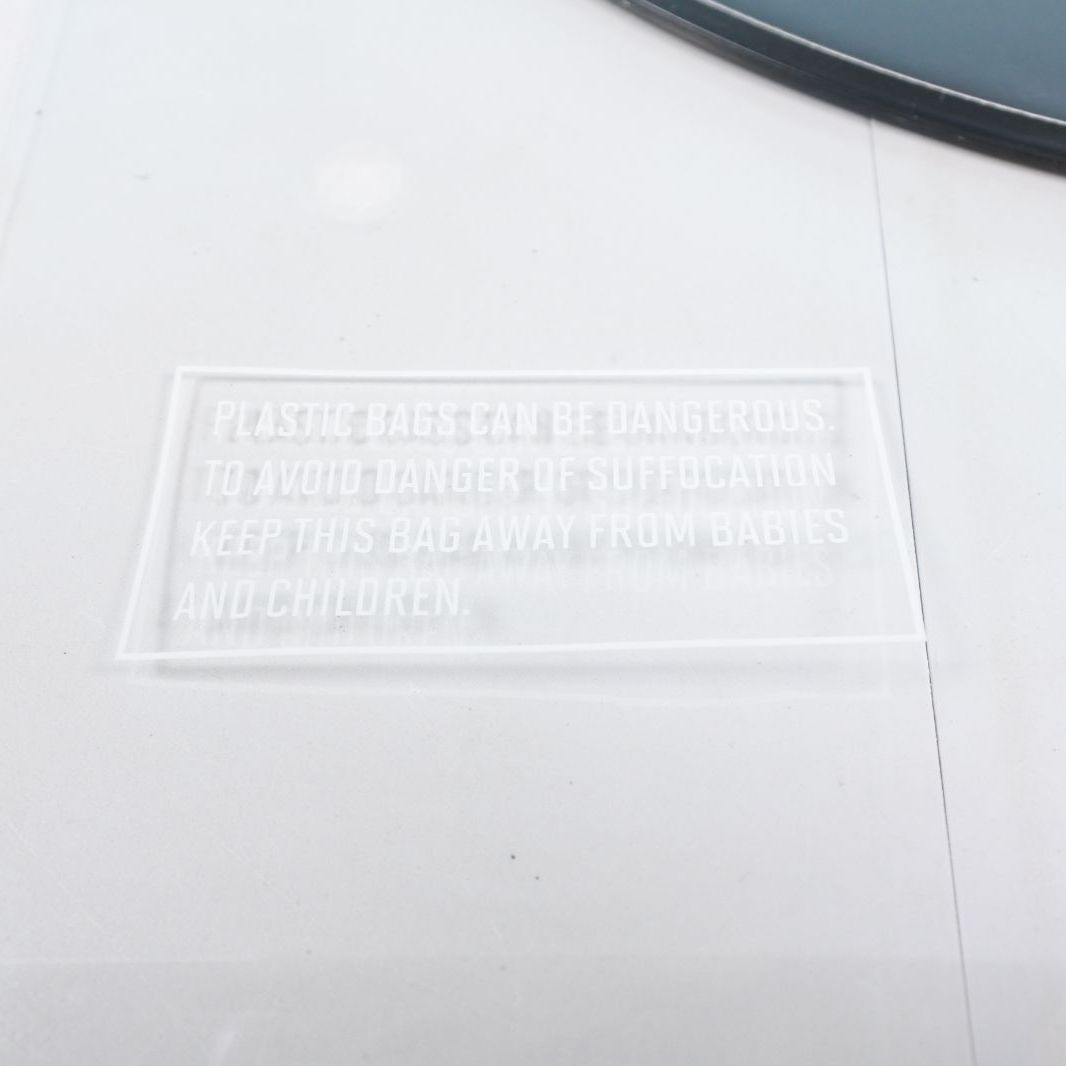 PLASTIC BAGS CAN BE DANGEROUS.
TO AVOID DANGER OF SUFFOCATION
KEEP THIS BAG AWAY FROM BABIES
AND CHILDREN.